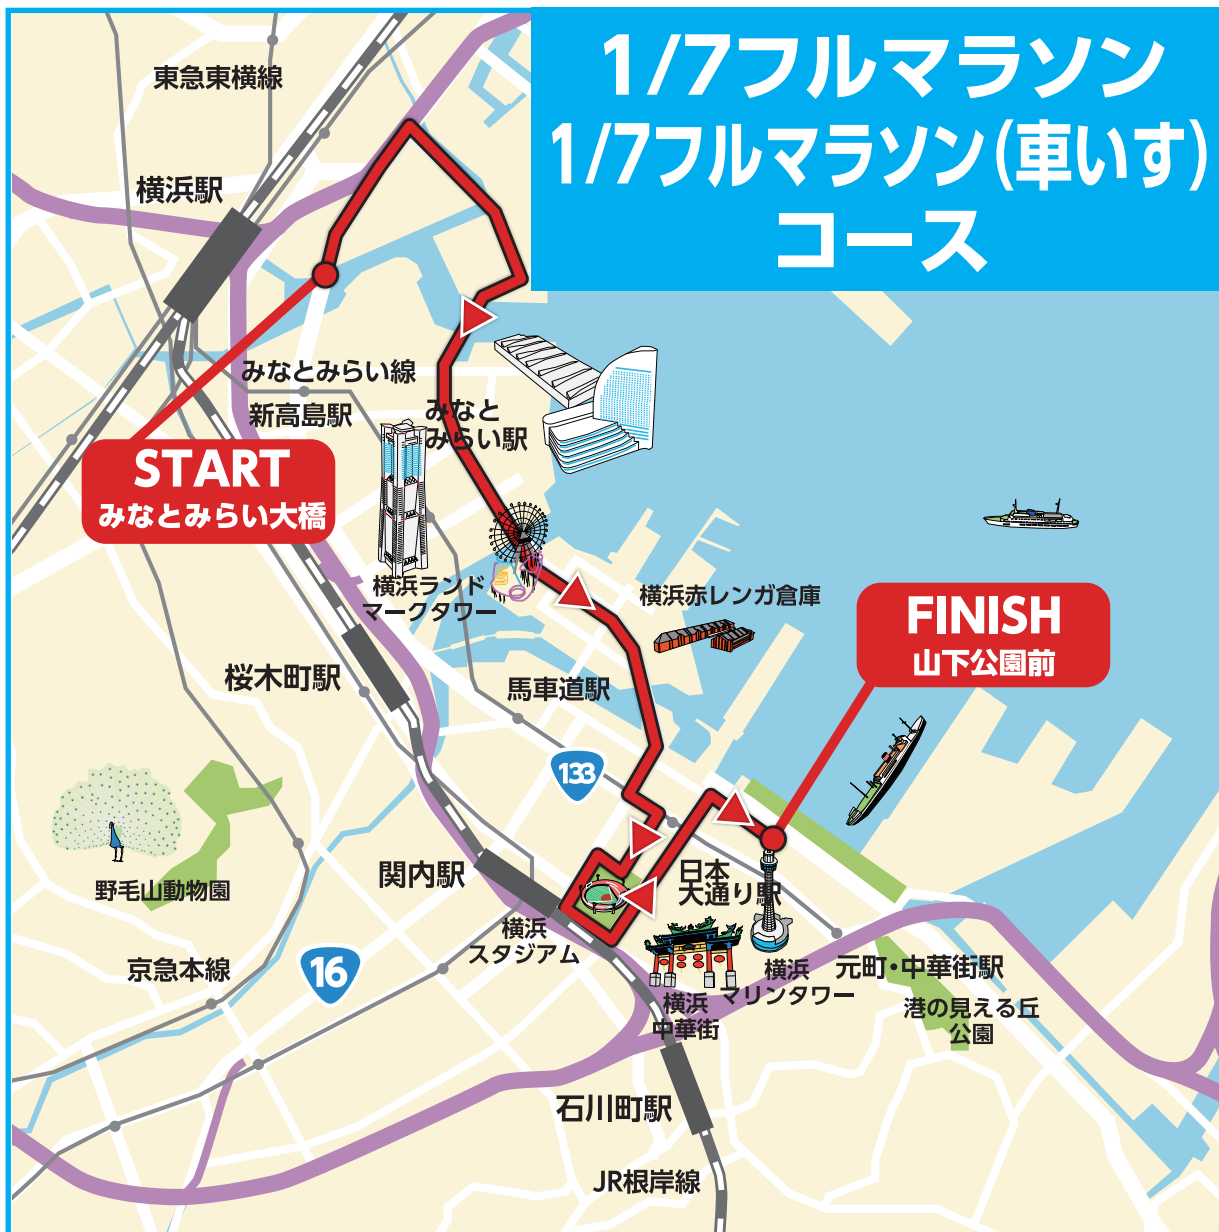 1/7フルマラソン
1/7フルマラソン(車いす)
コース
東急東横線
横浜駅
みなとみらい線
新高島駅
みなと
みらい駅
START
みなとみらい大橋
横浜ランド
マークタワー
横浜赤レンガ倉庫
FINISH
山下公園前
桜木町駅
馬車道駅
133
野毛山動物園
関内駅
日本
大通り駅
横浜
スタジアム
京急本線
16
横浜
マリンタワー
元町・中華街駅
横浜
中華街
港の見える丘
公園
石川町駅
JR根岸線